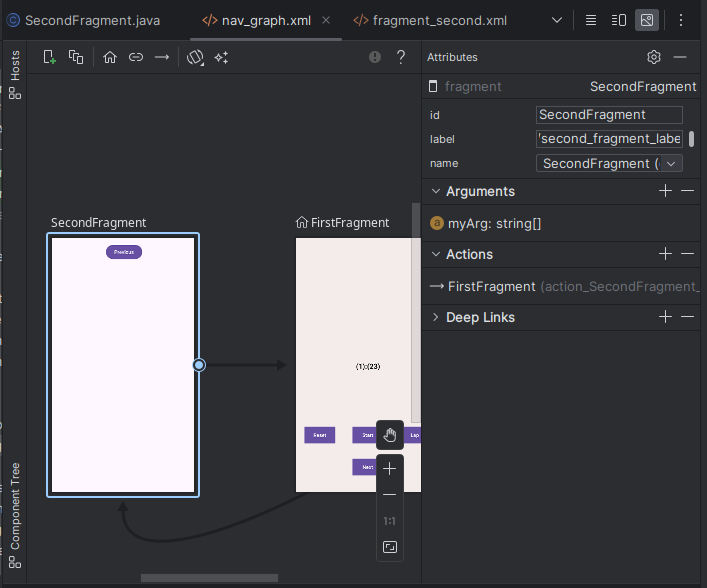 SecondFragment.java
nav_graph.xml
fragment_second.xml
Hosts
Component Tree
?
SecondFragment
Previous
FirstFragment
(1):(23)
Reset
Start
Lap
Next
1:1
Attributes
fragment
SecondFragment
id
SecondFragment
label
'second_fragment_labe
name
SecondFragment (
Arguments
a
myArg: string[]
Actions
FirstFragment (action_SecondFragment_
Deep Links